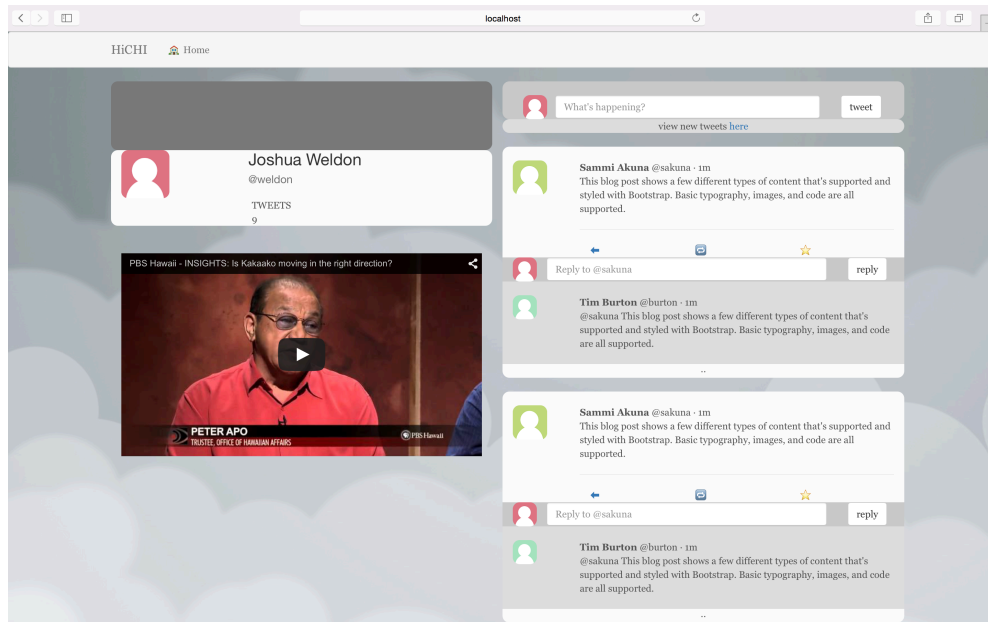 localhost
HiCHI Home
Joshua Weldon
@weldon
TWEETS
9
PBS Hawaii - INSIGHTS: Is Kakaako moving in the right direction?
PETER APO
TRUSTEE, OFFICE OF HAWAIIAN AFFAIRS
PBS Hawaii
What's happening?
tweet
view new tweets here
Sammi Akuna @sakuna · 1m
This blog post shows a few different types of content that's supported and
styled with Bootstrap. Basic typography, images, and code are all
supported.
Reply to @sakuna
reply
Tim Burton @burton · 1m
@sakuna This blog post shows a few different types of content that's
supported and styled with Bootstrap. Basic typography, images, and code
are all supported.
..
Sammi Akuna @sakuna · 1m
This blog post shows a few different types of content that's supported and
styled with Bootstrap. Basic typography, images, and code are all
supported.
Reply to @sakuna
reply
Tim Burton @burton · 1m
@sakuna This blog post shows a few different types of content that's
supported and styled with Bootstrap. Basic typography, images, and code
are all supported.
..